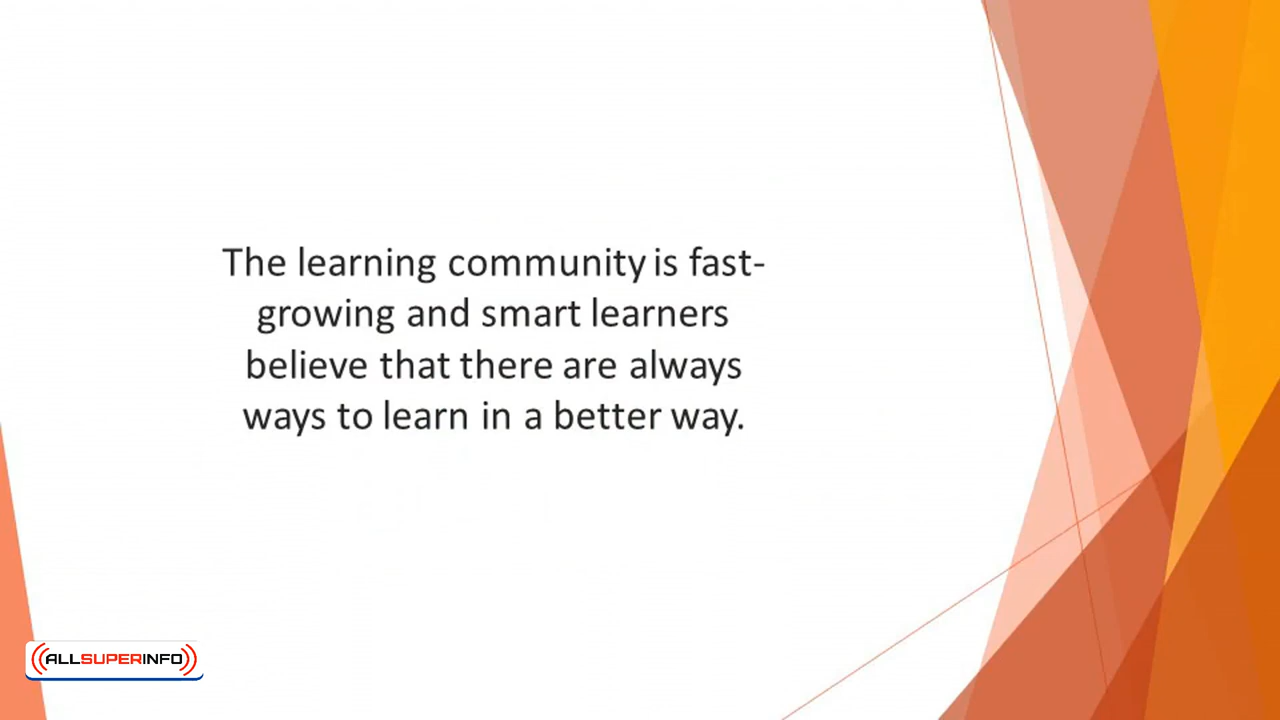 The learning community is fast-
growing and smart learners
believe that there are always
ways to learn in a better way.
ALLSUPERINFO